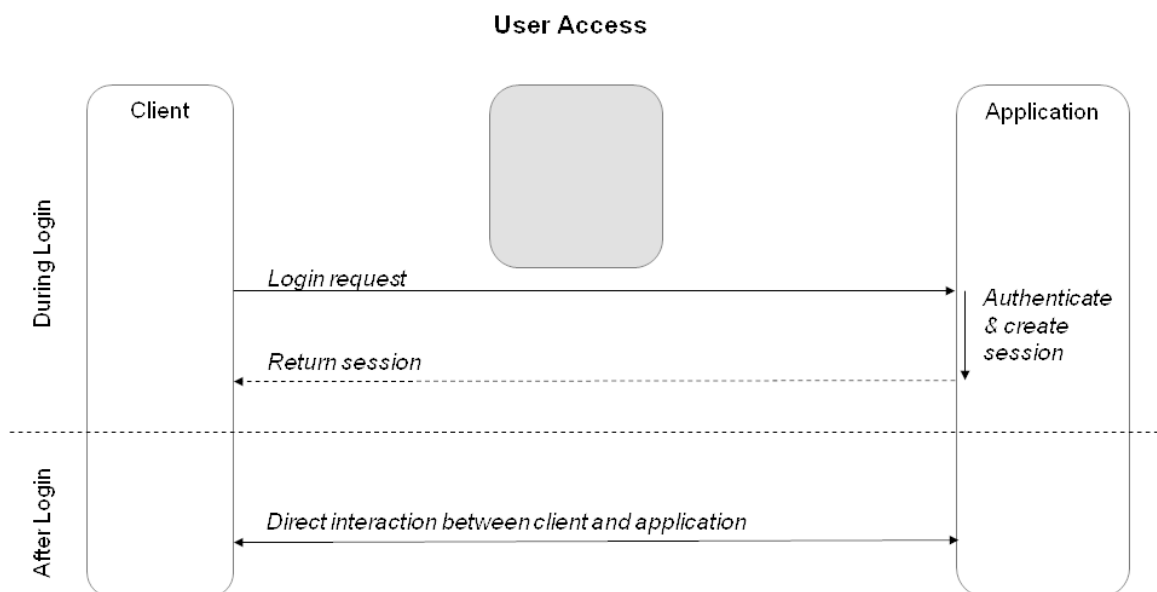 User Access
Client
Application
During Login
Login request
Authenticate
& create
session
Return session
After Login
Direct interaction between client and application